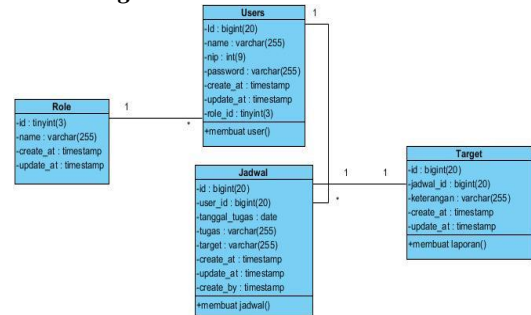 Users
-Id : bigint(20)
-name : varchar(255)
-nip : int(9)
-password : varchar(255)
-create_at : timestamp
-update_at : timestamp
-role_id : tinyint(3)
+membuat user()
1
Role
-id : tinyint(3)
-name : varchar(255)
-create_at : timestamp
-update_at : timestamp
1
*
Jadwal
-id : bigint(20)
-user_id : bigint(20)
-tanggal_tugas : date
-tugas : varchar(255)
-target : varchar(255)
-create_at : timestamp
-update_at : timestamp
-create_by : timestamp
+membuat jadwal()
1
1
*
Target
-id : bigint(20)
-jadwal_id : bigint(20)
-keterangan : varchar(255)
-create_at : timestamp
-update_at : timestamp
+membuat laporan()